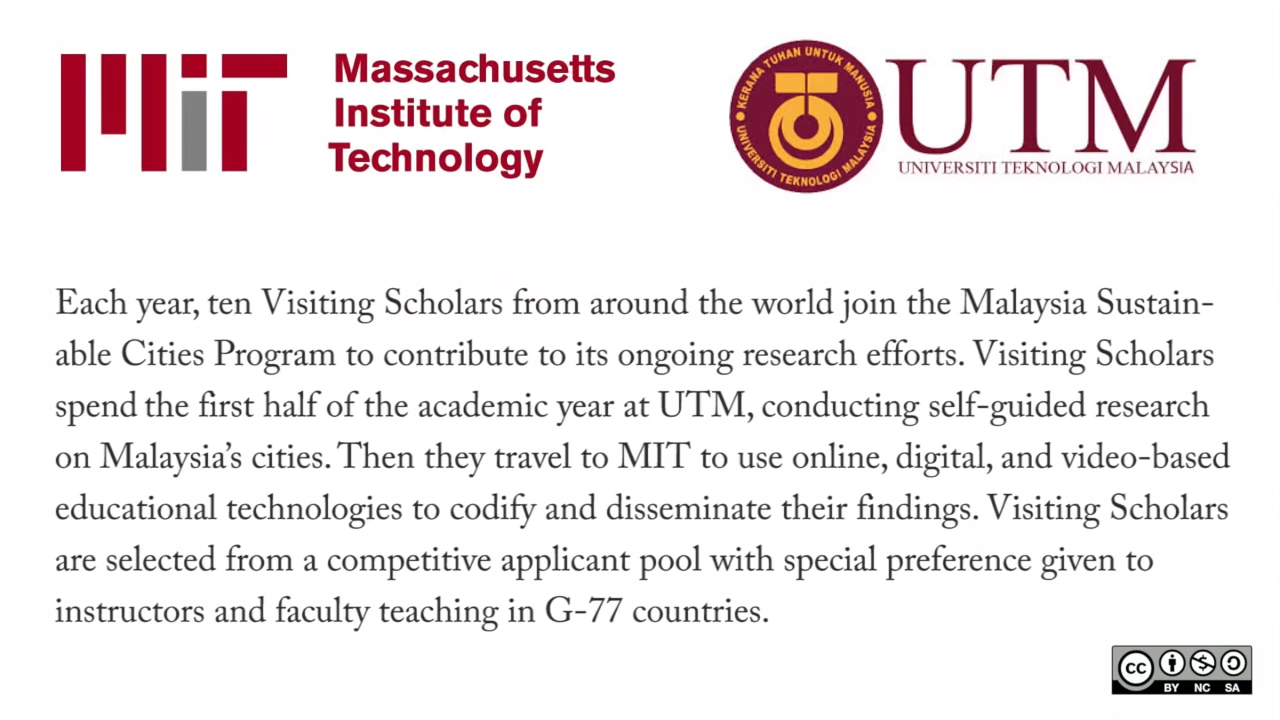 MIT
Massachusetts
Institute of
Technology
KERANA TUHAN UNTUK MANUSIA
UNIVERSITI TEKNOLOGI MALAYSIA
UTM
UNIVERSITI TEKNOLOGI MALAYSIA
Each year, ten Visiting Scholars from around the world join the Malaysia Sustain-
able Cities Program to contribute to its ongoing research efforts. Visiting Scholars
spend the first half of the academic year at UTM, conducting self-guided research
on Malaysia’s cities. Then they travel to MIT to use online, digital, and video-based
educational technologies to codify and disseminate their findings. Visiting Scholars
are selected from a competitive applicant pool with special preference given to
instructors and faculty teaching in G-77 countries.
cc
BY NC SA